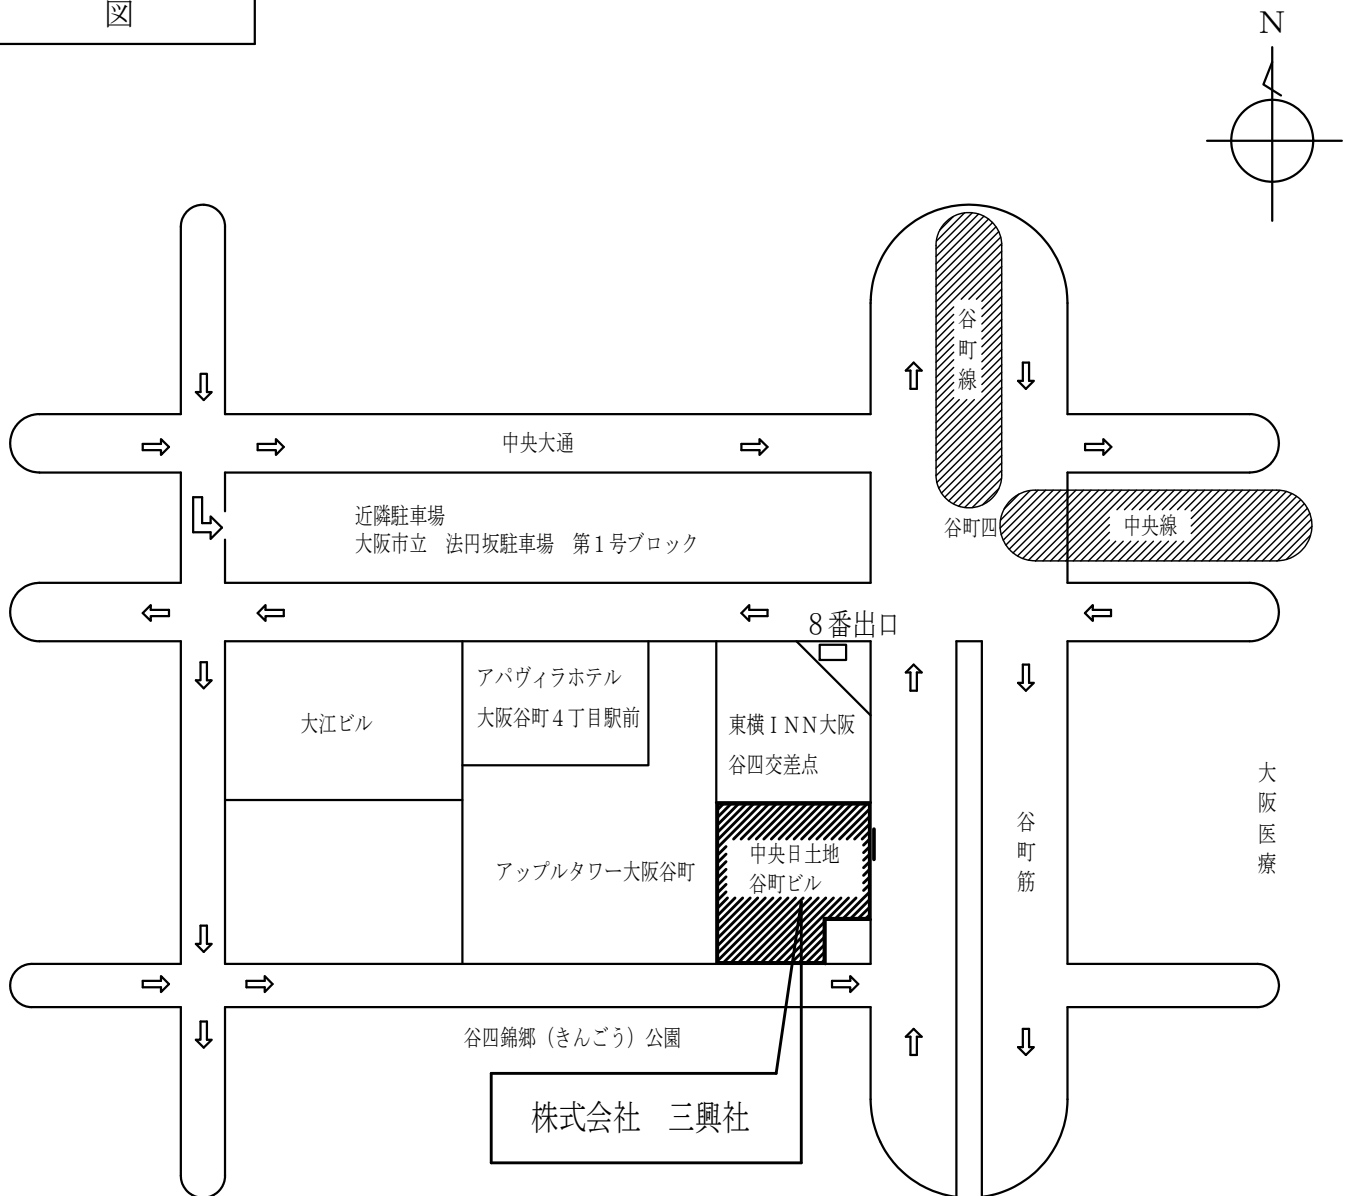 図
N
谷町線
中央大通
近隣駐車場
大阪市立　法円坂駐車場　第１号ブロック
谷町四
中央線
８番出口
アパヴィラホテル
大阪谷町４丁目駅前
大江ビル
東横ＩＮＮ大阪
谷四交差点
大阪医療
谷町筋
中央日土地
谷町ビル
アップルタワー大阪谷町
谷四錦郷（きんごう）公園
株式会社　三興社